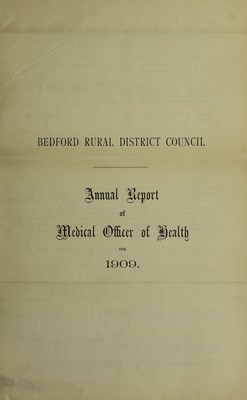 BEDFORD RURAL DISTRICT COUNCIL
Annual Report
of
Medical Officer of Health
FOR
1909.